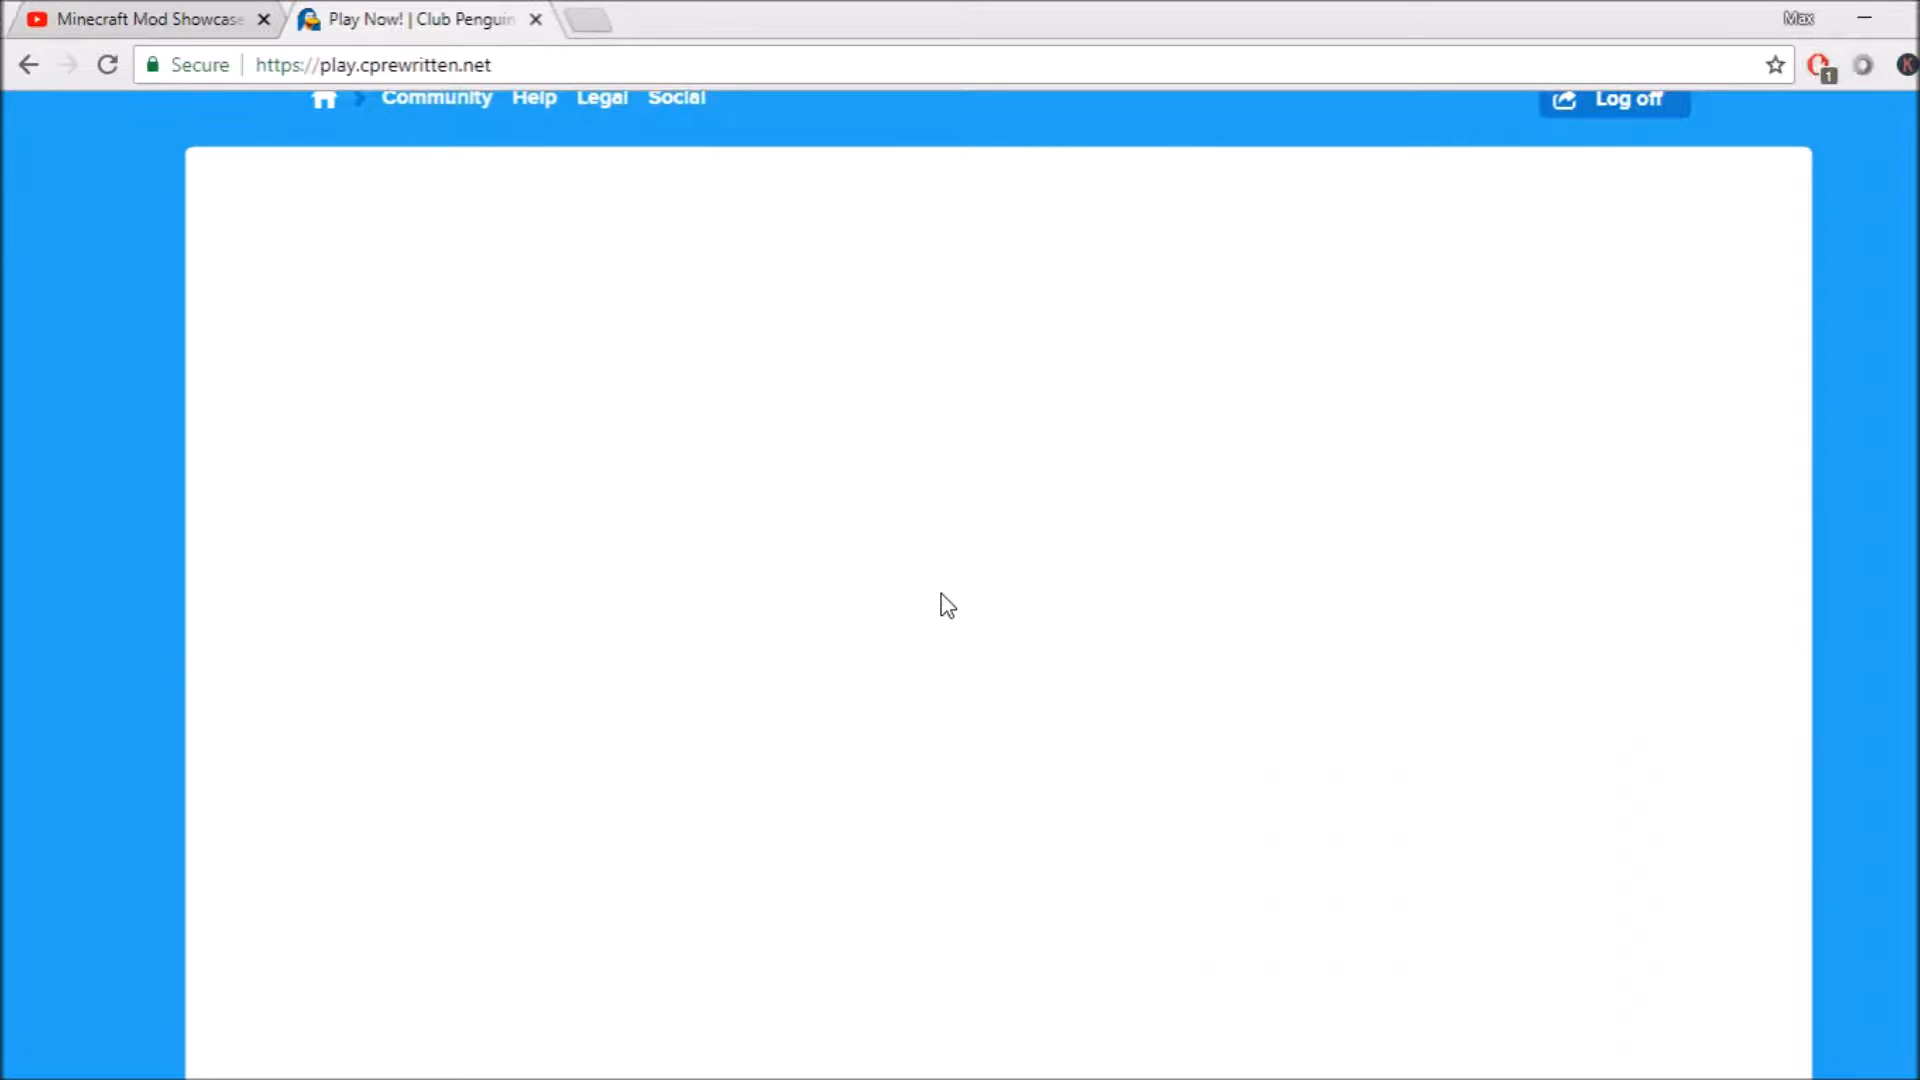 Minecraft Mod Showcase
Play Now! | Club Penguin
Max
Secure
https://play.cprewritten.net
1
K
Community Help Legal Social
Log off